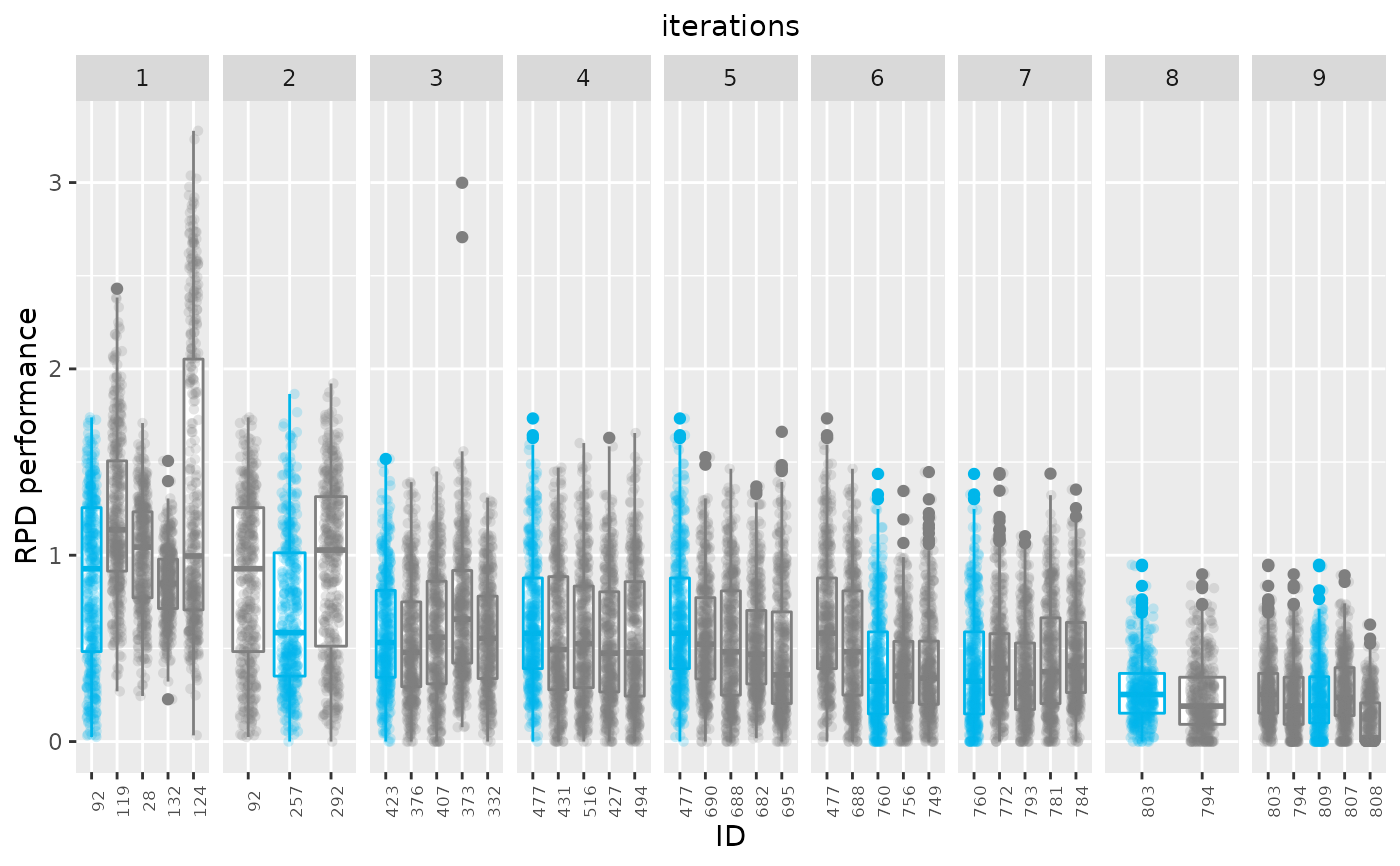 iterations
1 2 3 4 5 6 7 8 9
RPD performance
3
2
1
0
92 119 28 132 124 92 257 292 423 376 407 373 332 477 431 516 427 494 477 690 688 682 695 477 688 760 756 749 760 772 793 781 784 803 794 803 794 809 807 808
ID